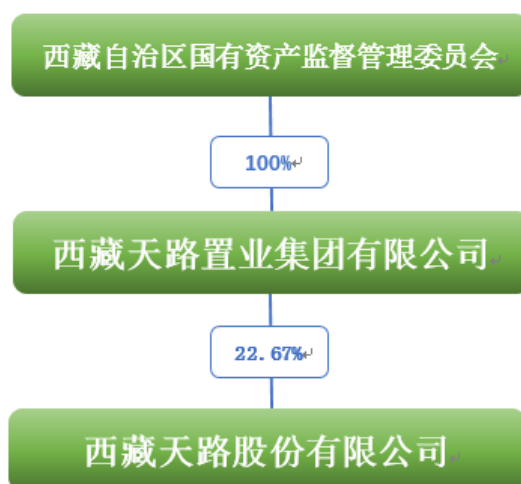 西藏自治区国有资产监督管理委员会
100%
西藏天路置业集团有限公司
22.67%
西藏天路股份有限公司